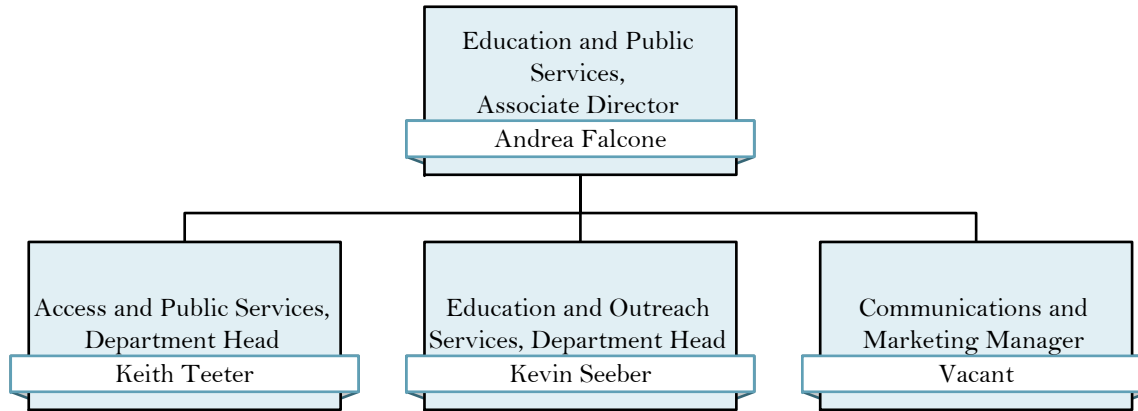 Education and Public
Services,
Associate Director
Andrea Falcone
Access and Public Services,
Department Head
Keith Teeter
Education and Outreach
Services, Department Head
Kevin Seeber
Communications and
Marketing Manager
Vacant